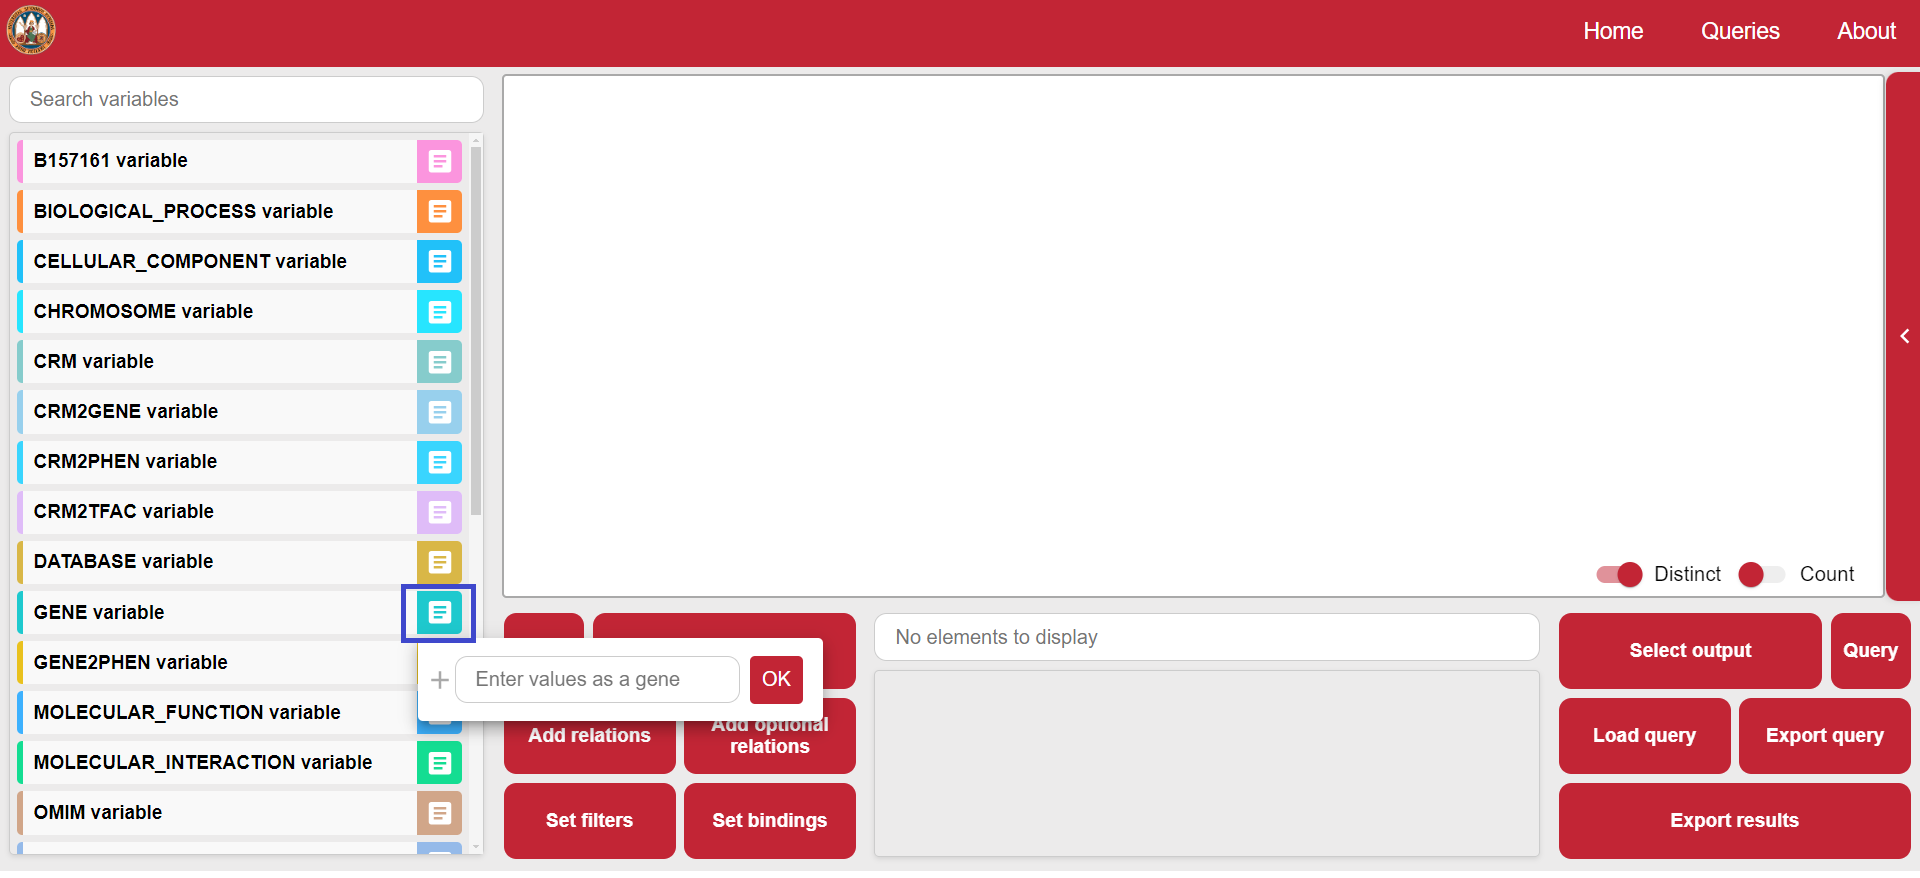 Home
Queries
About
Search variables
B157161 variable
BIOLOGICAL_PROCESS variable
CELLULAR_COMPONENT variable
CHROMOSOME variable
CRM variable
CRM2GENE variable
CRM2PHEN variable
CRM2TFAC variable
DATABASE variable
GENE variable
GENE2PHEN variable
MOLECULAR_FUNCTION variable
MOLECULAR_INTERACTION variable
OMIM variable
Distinct
Count
Enter values as a gene
OK
Add relations
Add optional
relations
Set filters
Set bindings
No elements to display
Select output
Query
Load query
Export query
Export results